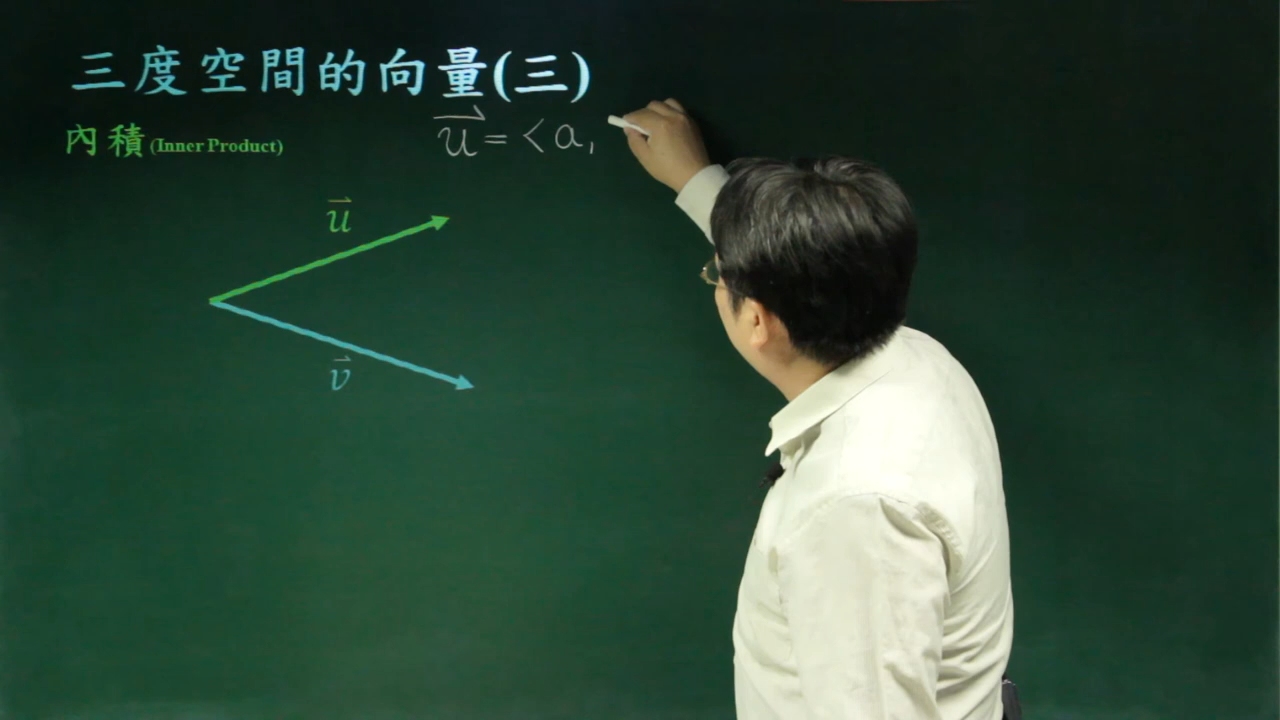 三度空間的向量(三)
內積(Inner Product)
u⃗ = <a,
u⃗
v⃗